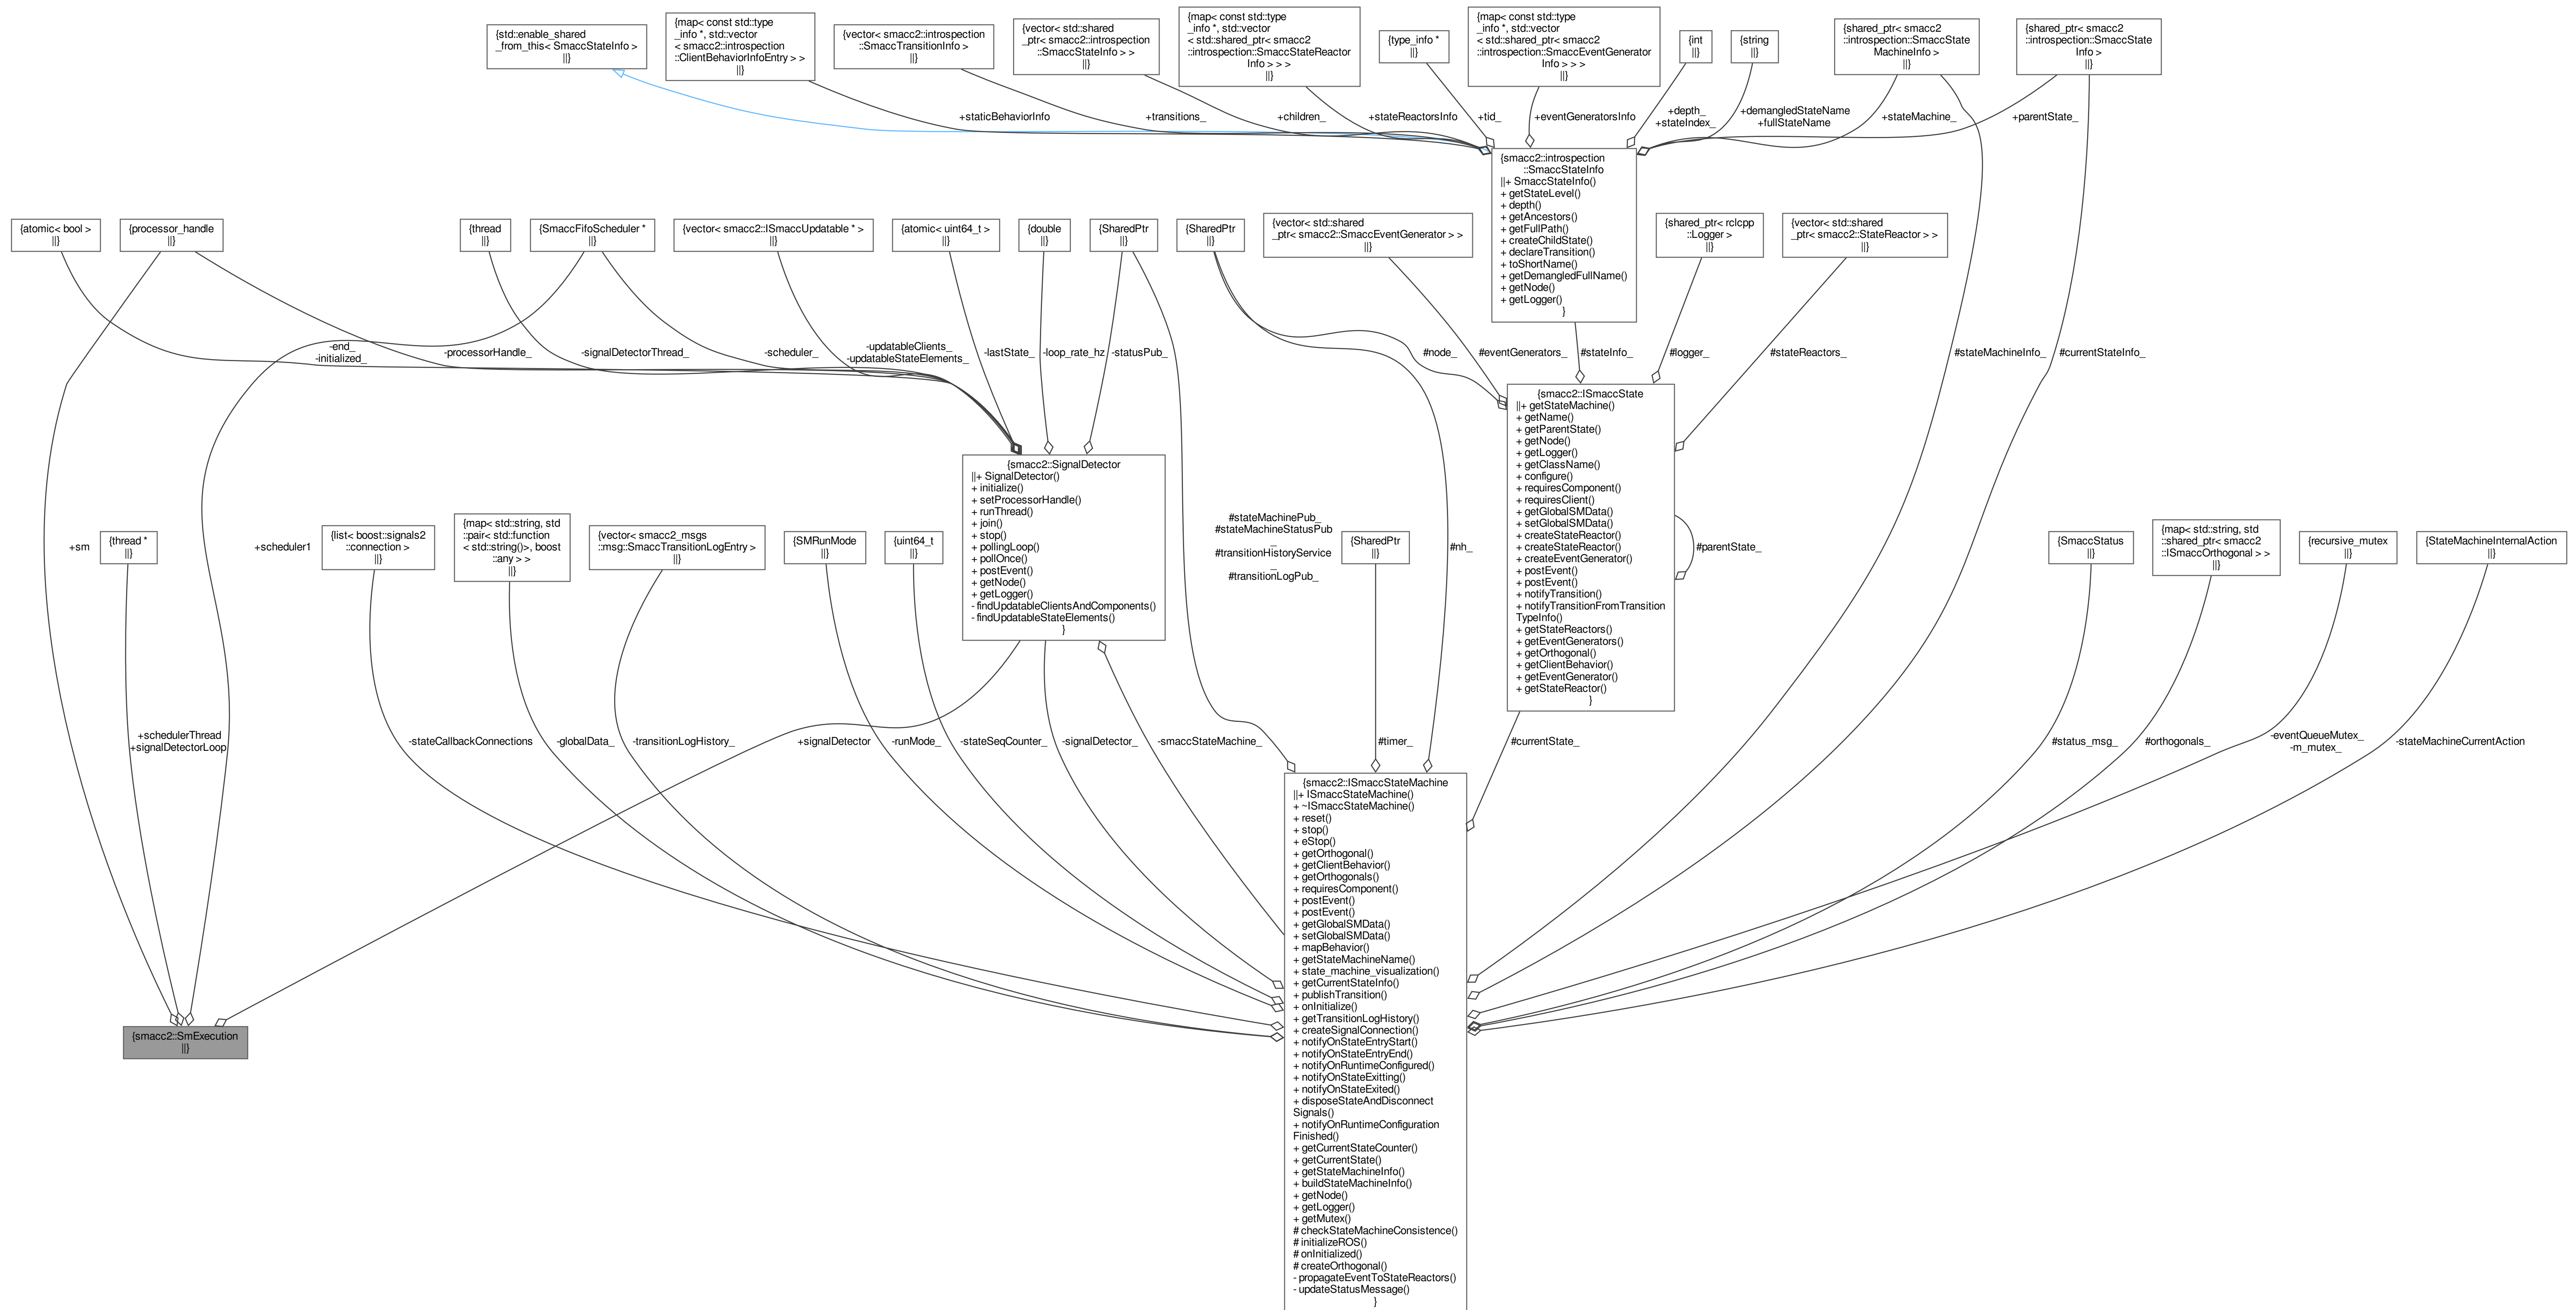 {std::enable_shared
_from_this< SmaccStateInfo >
||}
{map< const std::type
_info *, std::vector
< smacc2::introspection
::ClientBehaviorInfoEntry > >
||}
{vector< smacc2::introspection
::SmaccTransitionInfo >
||}
{vector< std::shared
_ptr< smacc2::introspection
::SmaccStateInfo > >
||}
{map< const std::type
_info *, std::vector
< std::shared_ptr< smacc2
::introspection::SmaccStateReactor
Info > > >
||}
{type_info *
||}
{map< const std::type
_info *, std::vector
< std::shared_ptr< smacc2
::introspection::SmaccEventGenerator
Info > > >
||}
{int
||}
{string
||}
{shared_ptr< smacc2
::introspection::SmaccState
MachineInfo >
||}
{shared_ptr< smacc2
::introspection::SmaccState
Info >
||}
+staticBehaviorInfo
+transitions_
+children_
+stateReactorsInfo
+tid_
+eventGeneratorsInfo
+depth_
+stateIndex_
+demangledStateName
+fullStateName
+stateMachine_
+parentState_
{smacc2::introspection
::SmaccStateInfo
||+ SmaccStateInfo()
+ getStateLevel()
+ depth()
+ getAncestors()
+ getFullPath()
+ createChildState()
+ declareTransition()
+ toShortName()
+ getDemangledFullName()
+ getNode()
+ getLogger()
}
{atomic< bool >
||}
{processor_handle
||}
{thread
||}
{SmaccFifoScheduler *
||}
{vector< smacc2::ISmaccUpdatable * >
||}
{atomic< uint64_t >
||}
{double
||}
{SharedPtr
||}
{SharedPtr
||}
{vector< std::shared
_ptr< smacc2::SmaccEventGenerator > >
||}
{shared_ptr< rclcpp
::Logger >
||}
{vector< std::shared
_ptr< smacc2::StateReactor > >
||}
-end_
-initialized_
-processorHandle_
-signalDetectorThread_
-scheduler_
-updatableClients_
-updatableStateElements_
-lastState_
-loop_rate_hz
-statusPub_
#node_
#eventGenerators_
#stateInfo_
#logger_
#stateReactors_
#stateMachineInfo_
#currentStateInfo_
{smacc2::SignalDetector
||+ SignalDetector()
+ initialize()
+ setProcessorHandle()
+ runThread()
+ join()
+ stop()
+ pollingLoop()
+ pollOnce()
+ postEvent()
+ getNode()
+ getLogger()
- findUpdatableClientsAndComponents()
- findUpdatableStateElements()
}
{smacc2::ISmaccState
||+ getStateMachine()
+ getName()
+ getParentState()
+ getNode()
+ getLogger()
+ getClassName()
+ configure()
+ requiresComponent()
+ requiresClient()
+ getGlobalSMData()
+ setGlobalSMData()
+ createStateReactor()
+ createStateReactor()
+ createEventGenerator()
+ postEvent()
+ postEvent()
+ notifyTransition()
+ notifyTransitionFromTransition
TypeInfo()
+ getStateReactors()
+ getEventGenerators()
+ getOrthogonal()
+ getClientBehavior()
+ getEventGenerator()
+ getStateReactor()
}
#parentState_
+sm
{thread *
||}
+scheduler1
{list< boost::signals2
::connection >
||}
{map< std::string, std
::pair< std::function
< std::string()>, boost
::any > >
||}
{vector< smacc2_msgs
::msg::SmaccTransitionLogEntry >
||}
{SMRunMode
||}
{uint64_t
||}
#stateMachinePub_
#stateMachineStatusPub
_
#transitionHistoryService
_
#transitionLogPub_
{SharedPtr
||}
#nh_
{SmaccStatus
||}
{map< std::string, std
::shared_ptr< smacc2
::ISmaccOrthogonal > >
||}
{recursive_mutex
||}
{StateMachineInternalAction
||}
+schedulerThread
+signalDetectorLoop
-stateCallbackConnections
-globalData_
-transitionLogHistory_
+signalDetector
-runMode_
-stateSeqCounter_
-signalDetector_
-smaccStateMachine_
#timer_
#currentState_
#status_msg_
#orthogonals_
-eventQueueMutex_
-m_mutex_
-stateMachineCurrentAction
{smacc2::SmExecution
||}
{smacc2::ISmaccStateMachine
||+ ISmaccStateMachine()
+ ~ISmaccStateMachine()
+ reset()
+ stop()
+ eStop()
+ getOrthogonal()
+ getClientBehavior()
+ getOrthogonals()
+ requiresComponent()
+ postEvent()
+ postEvent()
+ getGlobalSMData()
+ setGlobalSMData()
+ mapBehavior()
+ getStateMachineName()
+ state_machine_visualization()
+ getCurrentStateInfo()
+ publishTransition()
+ onInitialize()
+ getTransitionLogHistory()
+ createSignalConnection()
+ notifyOnStateEntryStart()
+ notifyOnStateEntryEnd()
+ notifyOnRuntimeConfigured()
+ notifyOnStateExitting()
+ notifyOnStateExited()
+ disposeStateAndDisconnect
Signals()
+ notifyOnRuntimeConfiguration
Finished()
+ getCurrentStateCounter()
+ getCurrentState()
+ getStateMachineInfo()
+ buildStateMachineInfo()
+ getNode()
+ getLogger()
+ getMutex()
# checkStateMachineConsistence()
# initializeROS()
# onInitialized()
# createOrthogonal()
- propagateEventToStateReactors()
- updateStatusMessage()
}